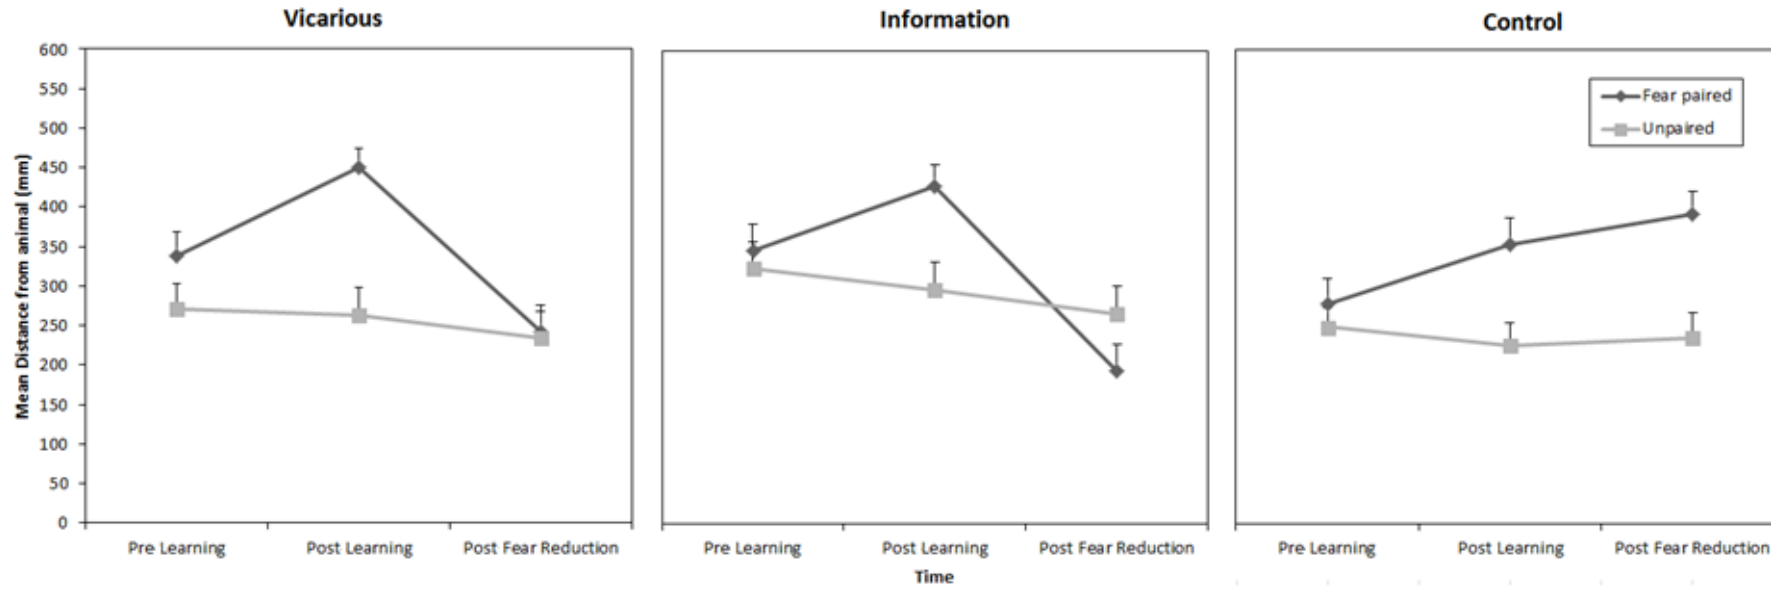 Vicarious
Information
Control
600
550
500
450
400
350
300
250
200
150
100
50
0
Mean Distance from animal (mm)
Fear paired
Unpaired
Pre Learning
Post Learning
Post Fear Reduction
Pre Learning
Post Learning
Post Fear Reduction
Pre Learning
Post Learning
Post Fear Reduction
Time